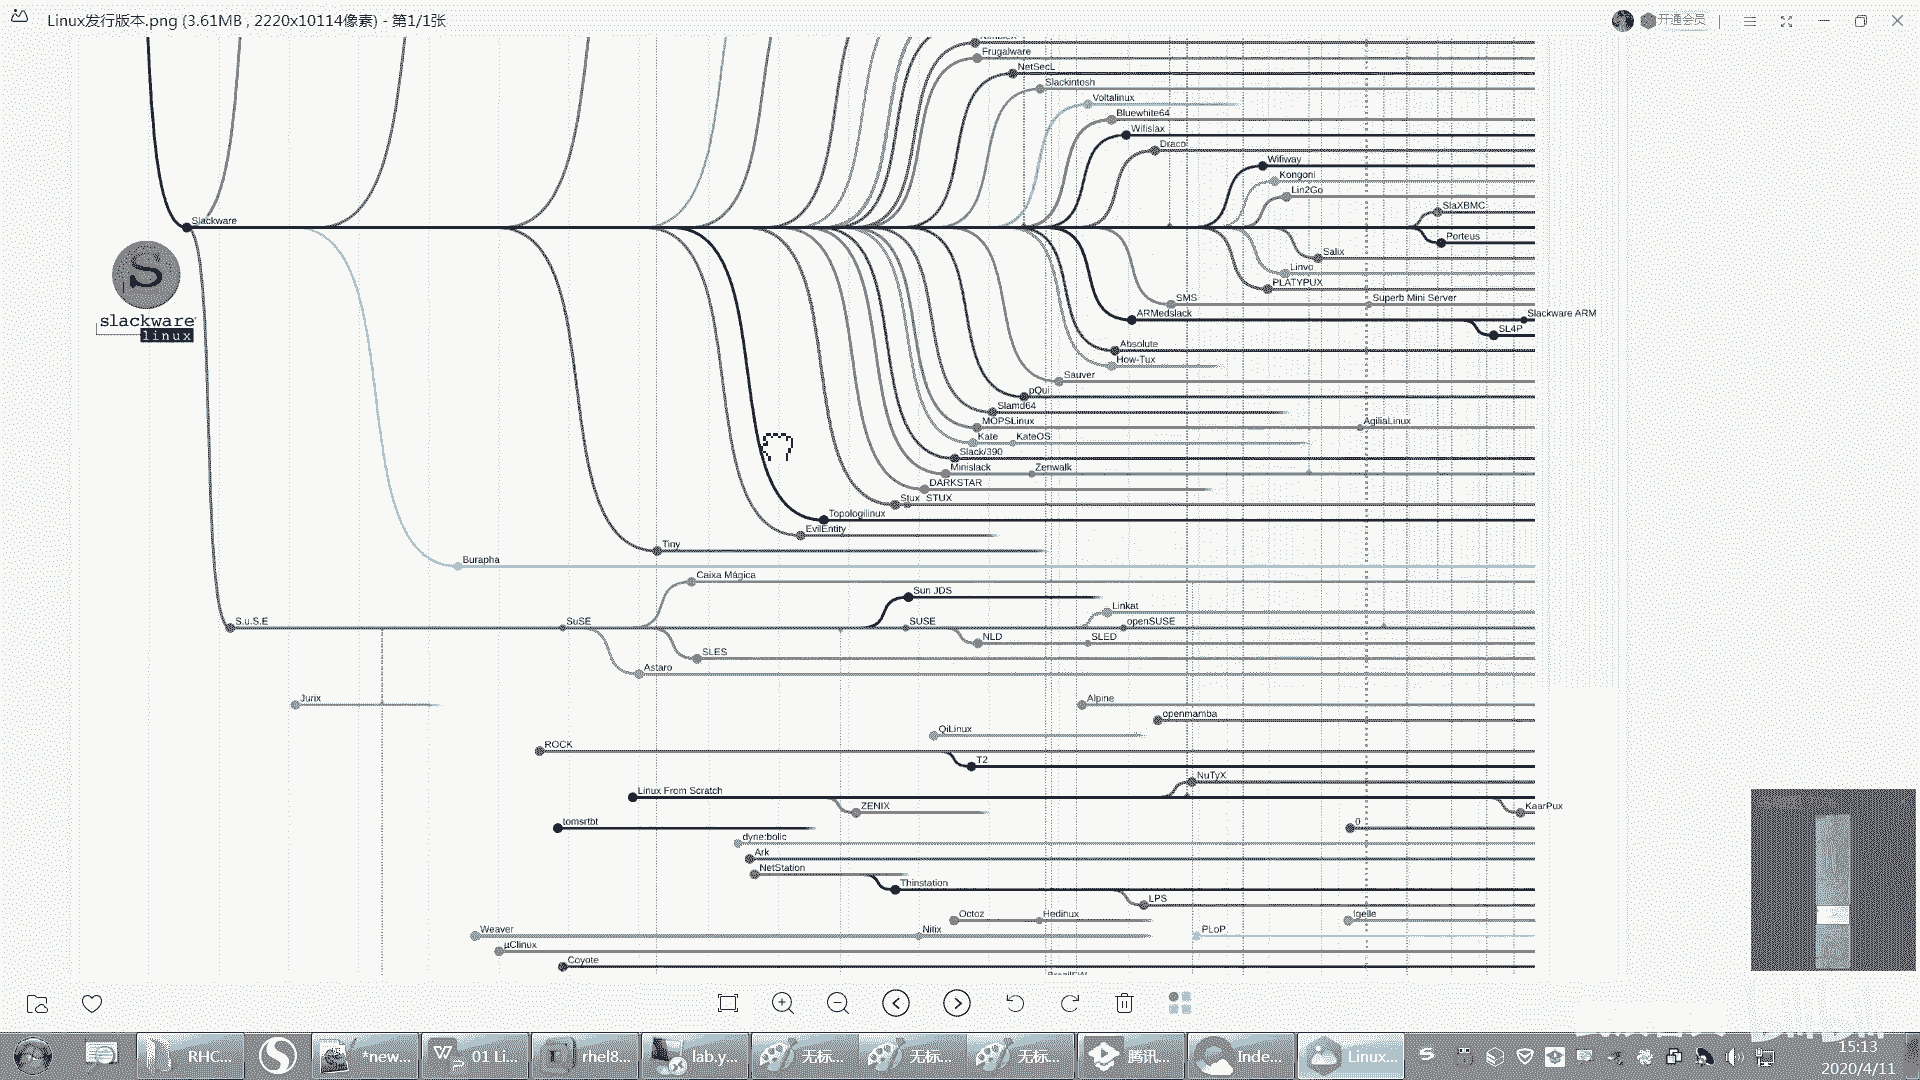 Linux发行版本.png (3.61MB , 2220x10114像素) - 第1/1张
开通会员
Frugalware
NetSecL
Slackintosh
Voltalinux
Bluewhite64
Wifislax
Draco
Wifiway
Kongoni
Lin2Go
SlaXBMC
Slackware
Porteus
Salix
Linvo
PLATYPUX
SMS
Superb Mini Server
ARMedslack
Slackware ARM
SL4P
slackware
linux
Absolute
How-Tux
Sauver
pQui
Slamd64
MOPSLinux
AgiliaLinux
Kate
KateOS
Slack/390
Minislack
Zenwalk
DARKSTAR
Stux STUX
Topologilinux
EvilEntity
Tiny
Burapha
Caixa Mágica
Sun JDS
Linkat
S.u.S.E
SuSE
SUSE
openSUSE
NLD
SLED
SLES
Astaro
Jurix
Alpine
openmamba
QiLinux
ROCK
T2
NuTyX
Linux From Scratch
ZENIX
KaarPux
tomsrtbt
dyne:bolic
Ark
NetStation
Thinstation
LPS
Octoz
Hedinux
Igelle
Weaver
Nitix
PLoP
µClinux
Coyote
RHC...
*new...
01 Li...
rhel8...
lab.y...
无标...
无标...
无标...
腾讯...
Inde...
Linux...
15:13
2020/4/11